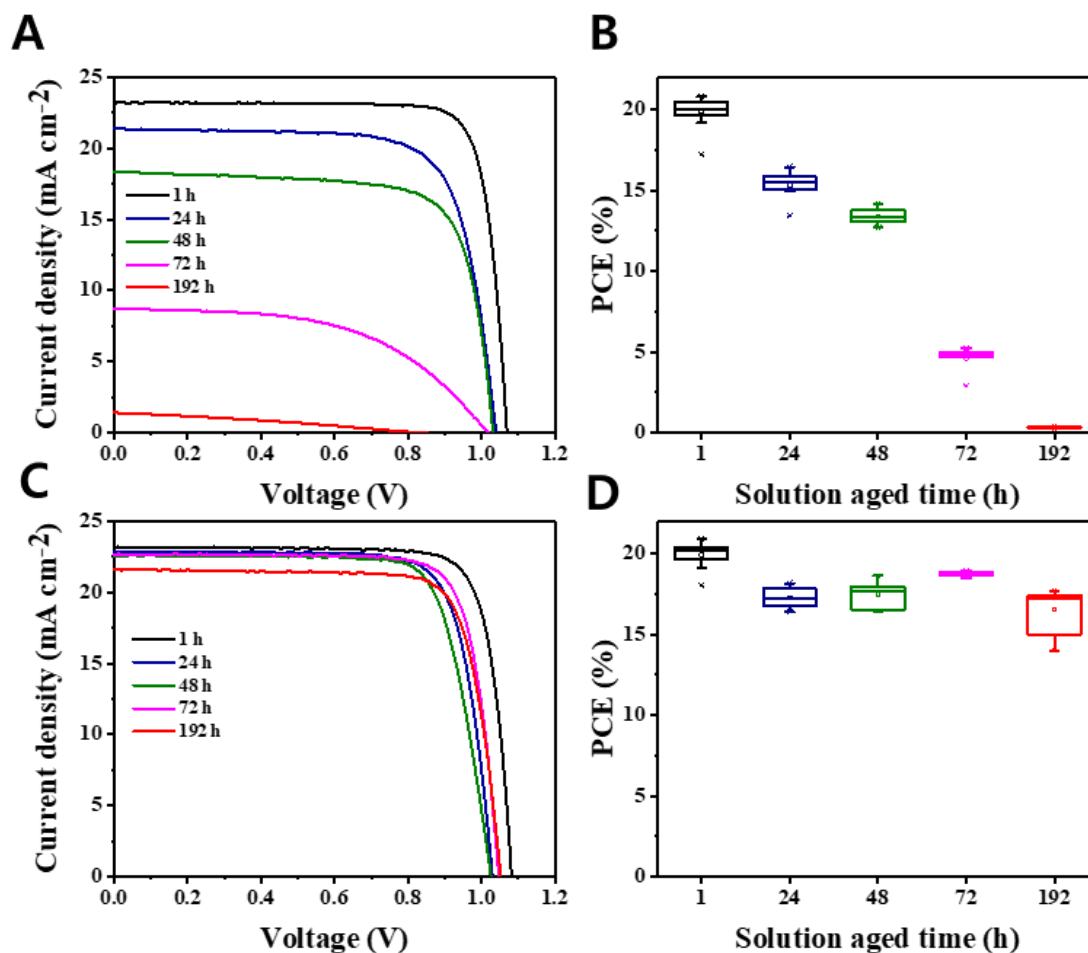 A
Current density (mA cm⁻²)
25
20
15
10
5
0
1 h
24 h
48 h
72 h
192 h
0.0 0.2 0.4 0.6 0.8 1.0 1.2
Voltage (V)
B
PCE (%)
20
15
10
5
0
1 24 48 72 192
Solution aged time (h)
C
Current density (mA cm⁻²)
25
20
15
10
5
0
1 h
24 h
48 h
72 h
192 h
0.0 0.2 0.4 0.6 0.8 1.0 1.2
Voltage (V)
D
PCE (%)
20
15
10
5
0
1 24 48 72 192
Solution aged time (h)